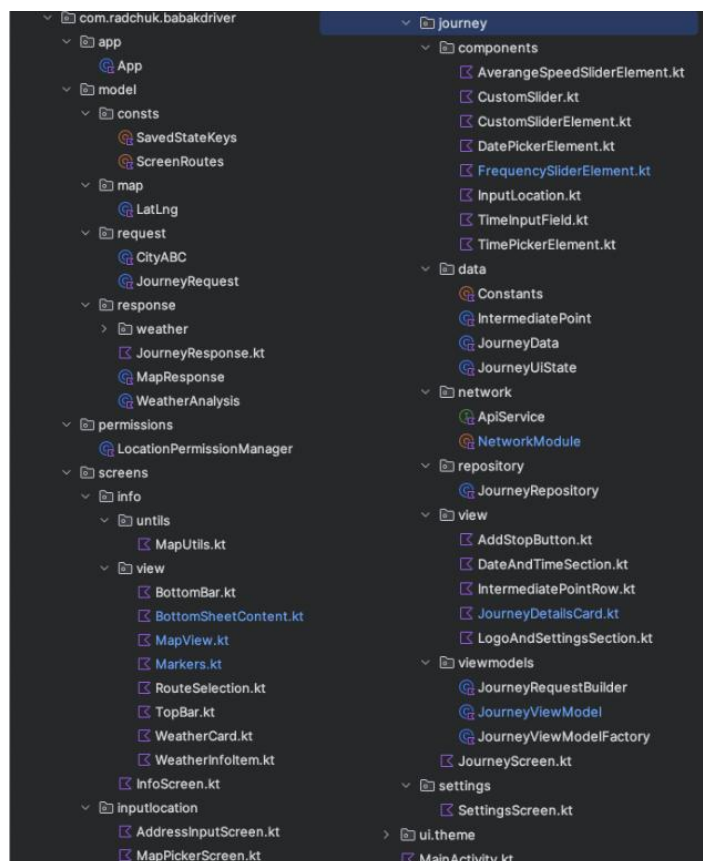 com.radchuk.babakdriver
app
App
model
consts
SavedStateKeys
ScreenRoutes
map
LatLng
request
CityABC
JourneyRequest
response
weather
JourneyResponse.kt
MapResponse
WeatherAnalysis
permissions
LocationPermissionManager
screens
info
untils
MapUtils.kt
view
BottomBar.kt
BottomSheetContent.kt
MapView.kt
Markers.kt
RouteSelection.kt
TopBar.kt
WeatherCard.kt
WeatherInfoItem.kt
InfoScreen.kt
inputlocation
AddressInputScreen.kt
MapPickerScreen.kt
journey
components
AverangeSpeedSliderElement.kt
CustomSlider.kt
CustomSliderElement.kt
DatePickerElement.kt
FrequencySliderElement.kt
InputLocation.kt
TimeInputField.kt
TimePickerElement.kt
data
Constants
IntermediatePoint
JourneyData
JourneyUiState
network
ApiService
NetworkModule
repository
JourneyRepository
view
AddStopButton.kt
DateAndTimeSection.kt
IntermediatePointRow.kt
JourneyDetailsCard.kt
LogoAndSettingsSection.kt
viewmodels
JourneyRequestBuilder
JourneyViewModel
JourneyViewModelFactory
JourneyScreen.kt
settings
SettingsScreen.kt
ui.theme
MainActivity.kt